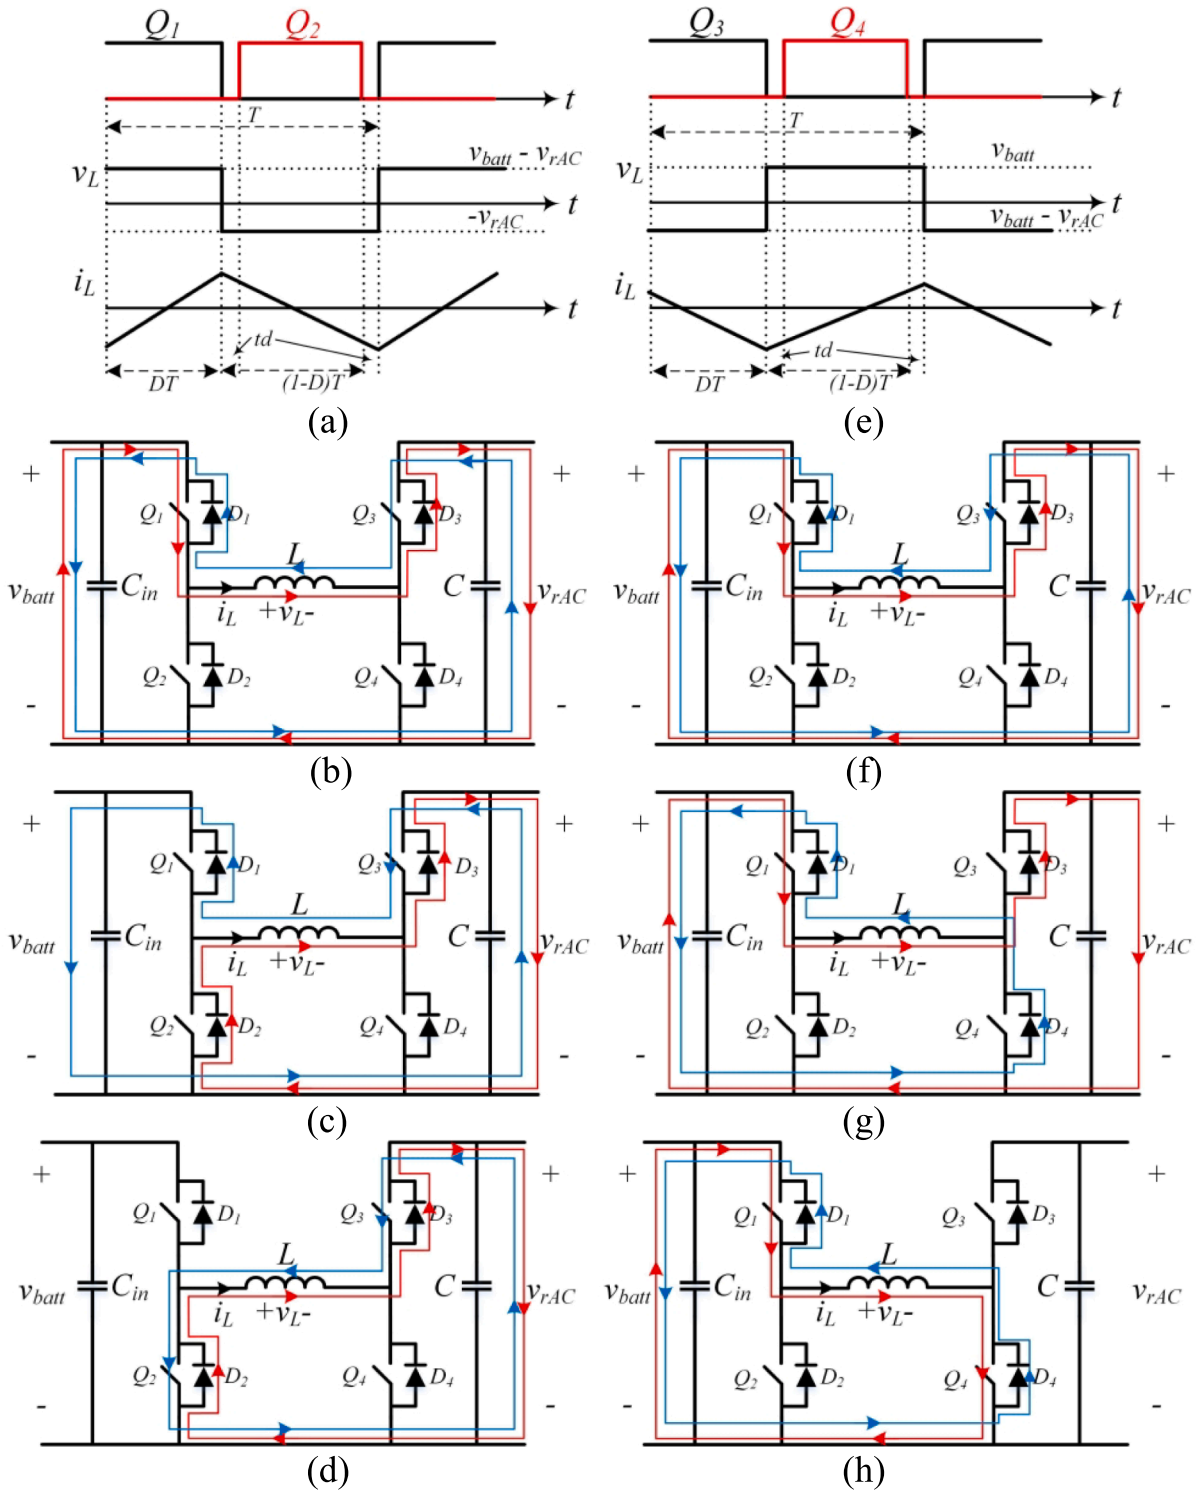 Q1 Q2
t
T
vL
vbatt - vrAC
t
-vrAC
iL
t
td
DT
(1-D)T
(a)
Q3 Q4
t
T
vL
vbatt
t
vbatt - vrAC
iL
t
td
DT
(1-D)T
(e)
+ Q1 D1 Q3 D3 +
L
vbatt Cin iL +vL- C vrAC
Q2 D2 Q4 D4
- -
(b)
+ Q1 D1 Q3 D3 +
L
vbatt Cin iL +vL- C vrAC
Q2 D2 Q4 D4
- -
(f)
+ +
Q1 D1 Q3 D3
L
vbatt Cin iL +vL- C vrAC
Q2 D2 Q4 D4
- -
(c)
+ +
Q1 D1 Q3 D3
L
vbatt Cin iL +vL- C vrAC
Q2 D2 Q4 D4
- -
(g)
+ +
Q1 D1 Q3 D3
L
vbatt Cin iL +vL- C vrAC
Q2 D2 Q4 D4
- -
(d)
+ +
Q1 D1 Q3 D3
L
vbatt Cin iL +vL- C vrAC
Q2 D2 Q4 D4
- -
(h)